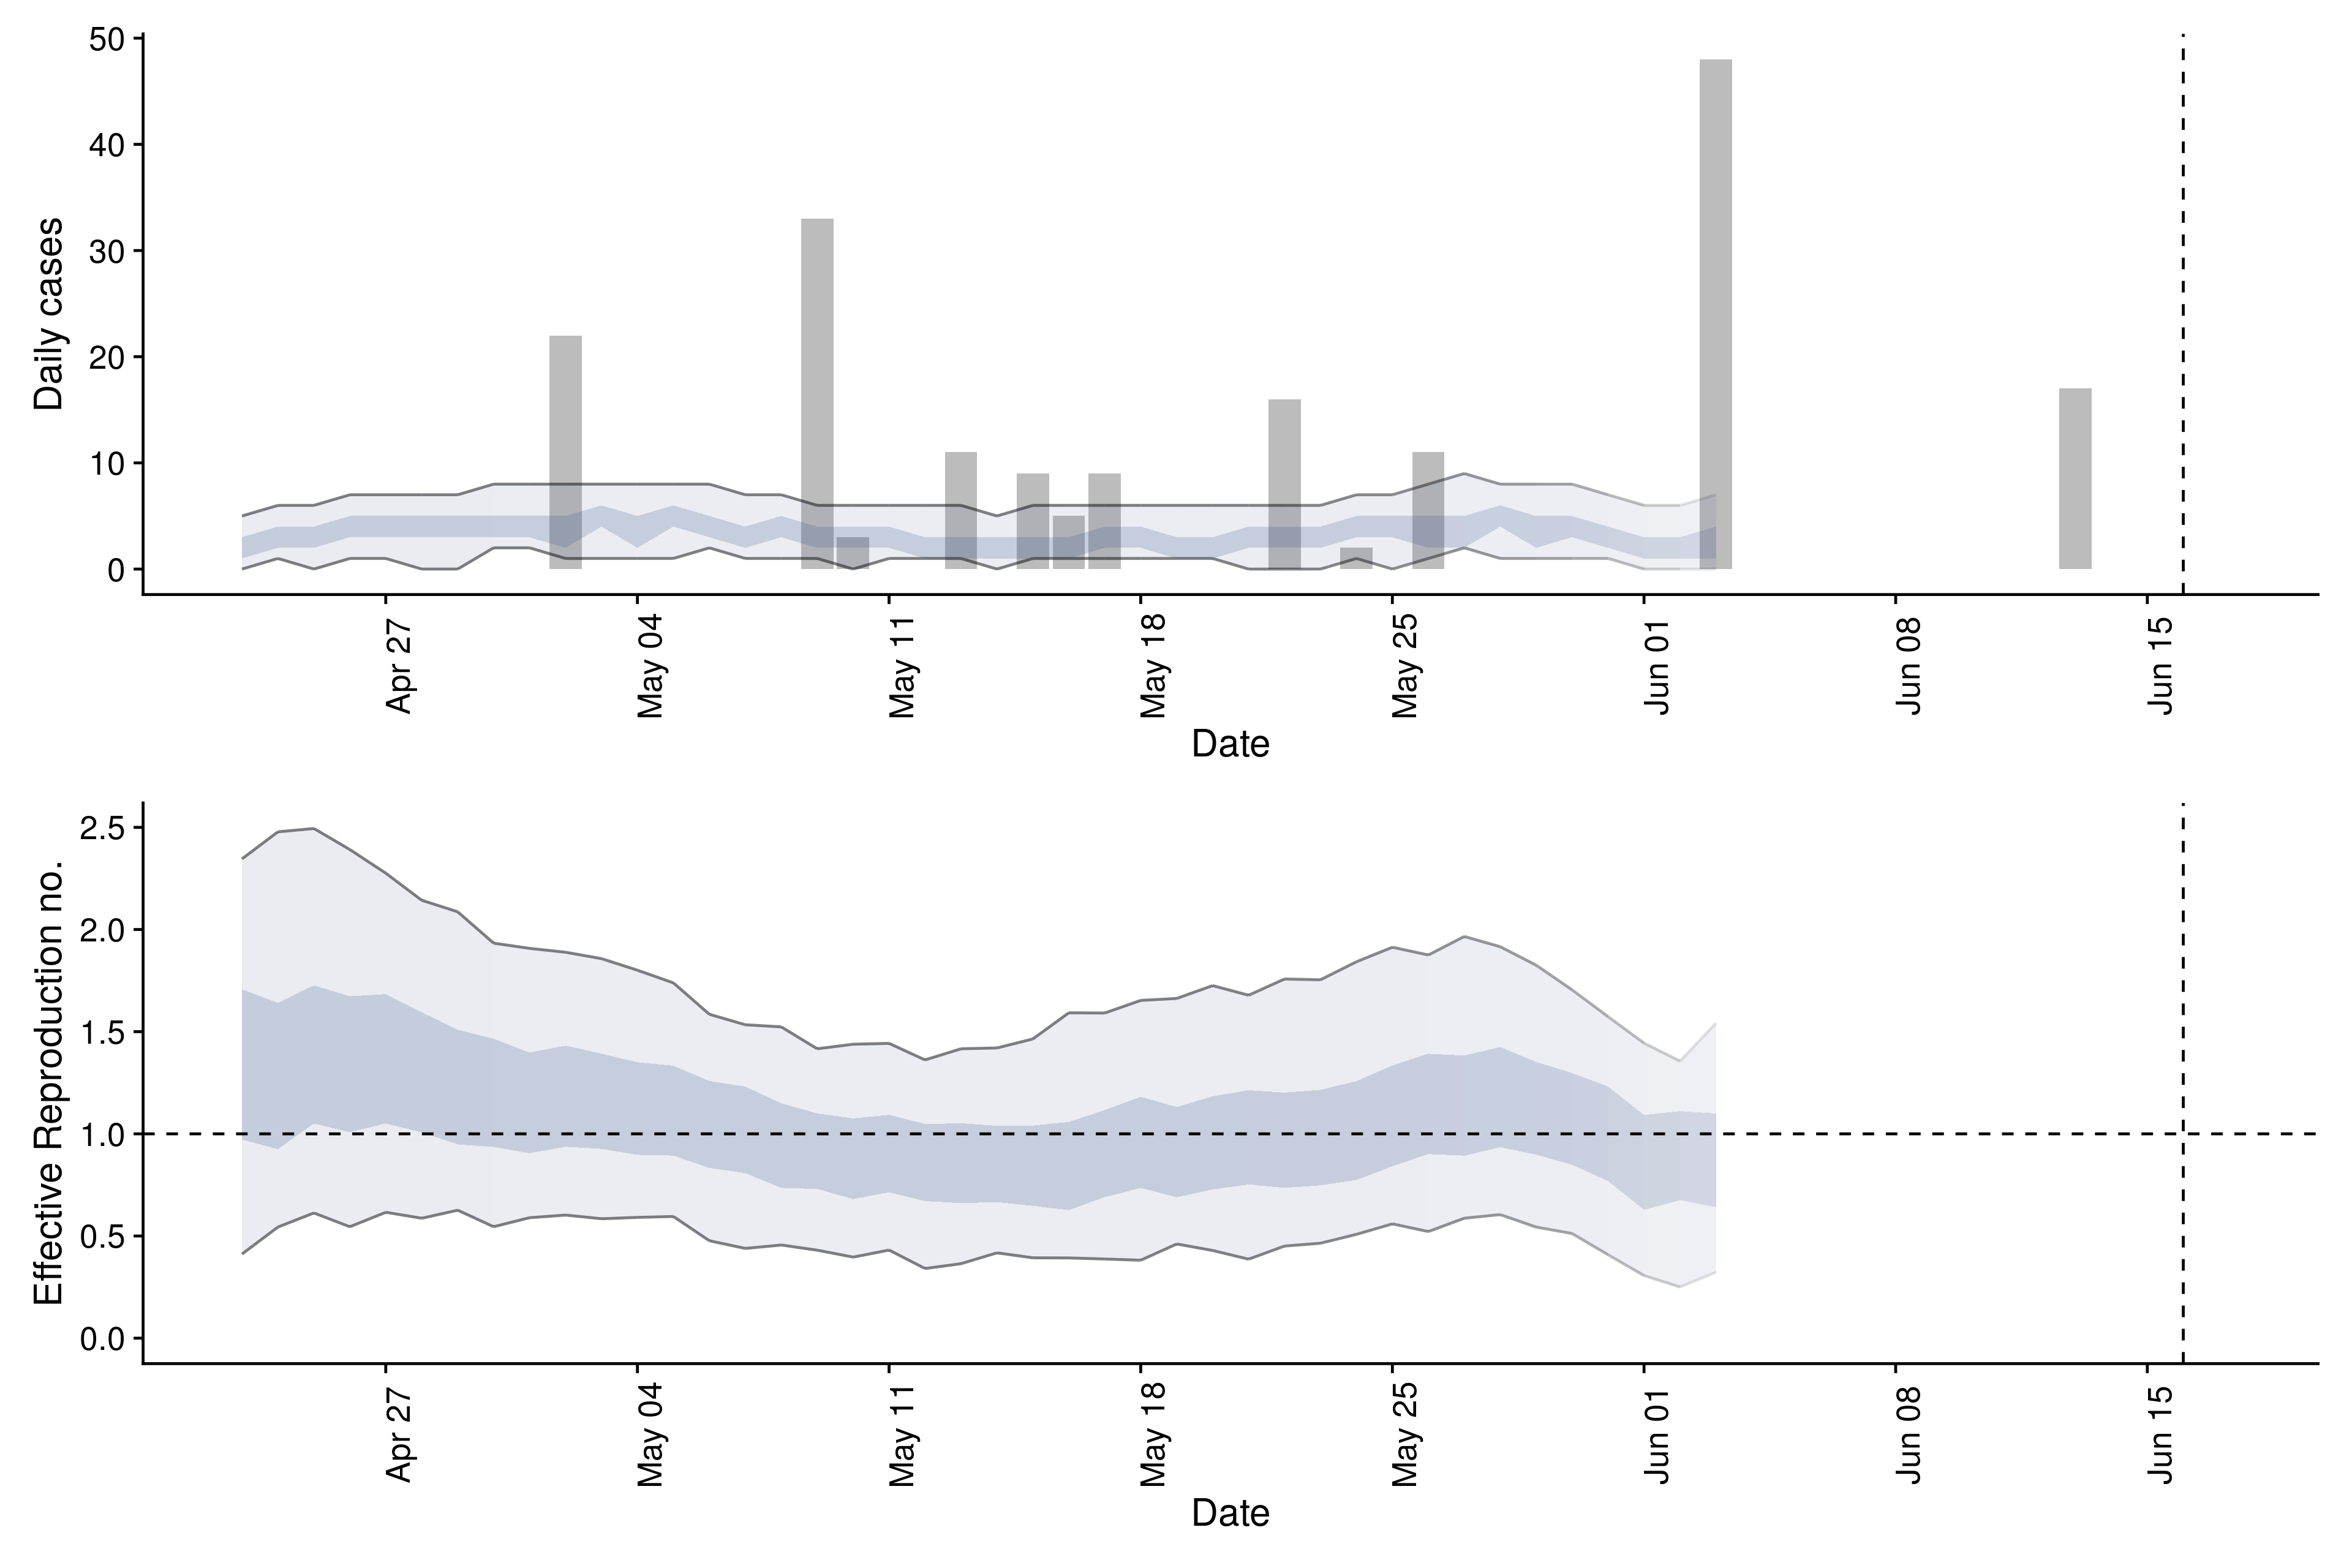 50
40
30
20
10
0
Daily cases
Apr 27
May 04
May 11
May 18
May 25
Jun 01
Jun 08
Jun 15
Date
2.5
2.0
1.5
1.0
0.5
0.0
Effective Reproduction no.
Apr 27
May 04
May 11
May 18
May 25
Jun 01
Jun 08
Jun 15
Date